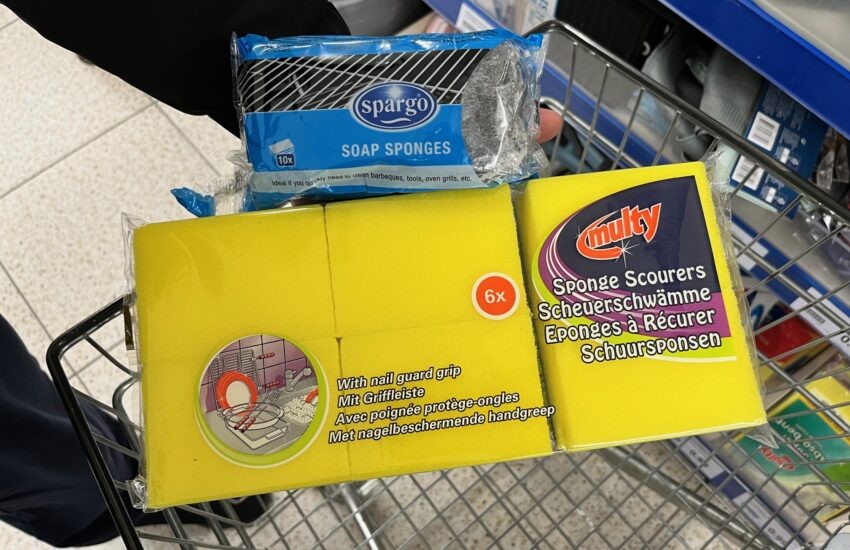 spargo
SOAP SPONGES
10x
Ideal if you quickly need to clean barbeques, tools, oven grills, etc.
multy
Sponge Scourers
Scheuerschwämme
Eponges à Récurer
Schuursponsen
6x
With nail guard grip
Mit Griffleiste
Avec poignée protège-ongles
Met nagelbeschermende handgreep